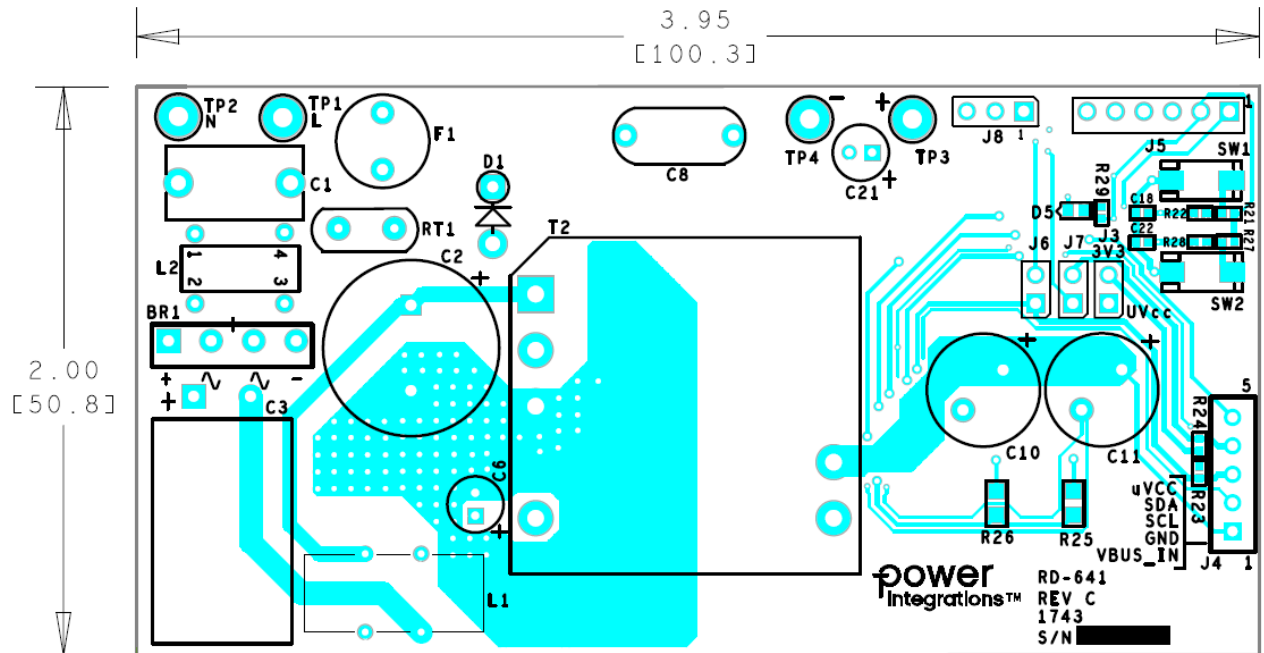 3.95
[100.3]
2.00
[50.8]
TP2
N
TP1
L
F1
C1
D1
RT1
L2
1
2
4
3
BR1
+
-
+
C3
C2
+
T2
C8
TP4
-
+
TP3
C21
+
J8
1
1
J5
SW1
R29
D5
C18
R22
R21
C22
R28
R27
J6
J7
J3
3V3
UVcc
SW2
C9
+
L1
C10
+
C11
+
R26
R25
R24
R23
5
uVCC
SDA
SCL
GND
VBUS_IN
J4
1
power
integrations™
RD-641
REV C
1743
S/N